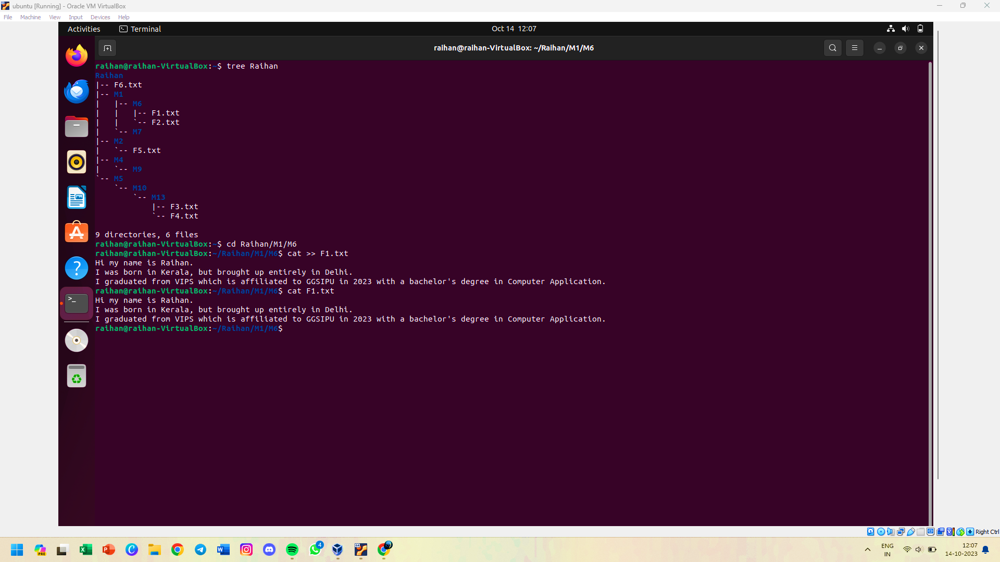 ubuntu [Running] - Oracle VM VirtualBox
File Machine View Input Devices Help
Activities Terminal Oct 14 12:07
raihan@raihan-VirtualBox: ~/Raihan/M1/M6
raihan@raihan-VirtualBox:~$ tree Raihan
Raihan
|-- F6.txt
|-- M1
|   |-- M6
|   |   |-- F1.txt
|   |   `-- F2.txt
|   `-- M7
|-- M2
|   `-- F5.txt
|-- M4
|   `-- M9
`-- M5
    `-- M10
        `-- M13
            |-- F3.txt
            `-- F4.txt
9 directories, 6 files
raihan@raihan-VirtualBox:~$ cd Raihan/M1/M6
raihan@raihan-VirtualBox:~/Raihan/M1/M6$ cat >> F1.txt
Hi my name is Raihan.
I was born in Kerala, but brought up entirely in Delhi.
I graduated from VIPS which is affiliated to GGSIPU in 2023 with a bachelor's degree in Computer Application.
raihan@raihan-VirtualBox:~/Raihan/M1/M6$ cat F1.txt
Hi my name is Raihan.
I was born in Kerala, but brought up entirely in Delhi.
I graduated from VIPS which is affiliated to GGSIPU in 2023 with a bachelor's degree in Computer Application.
raihan@raihan-VirtualBox:~/Raihan/M1/M6$
Right Ctrl
PRE
4
ENG
IN
12:07
14-10-2023